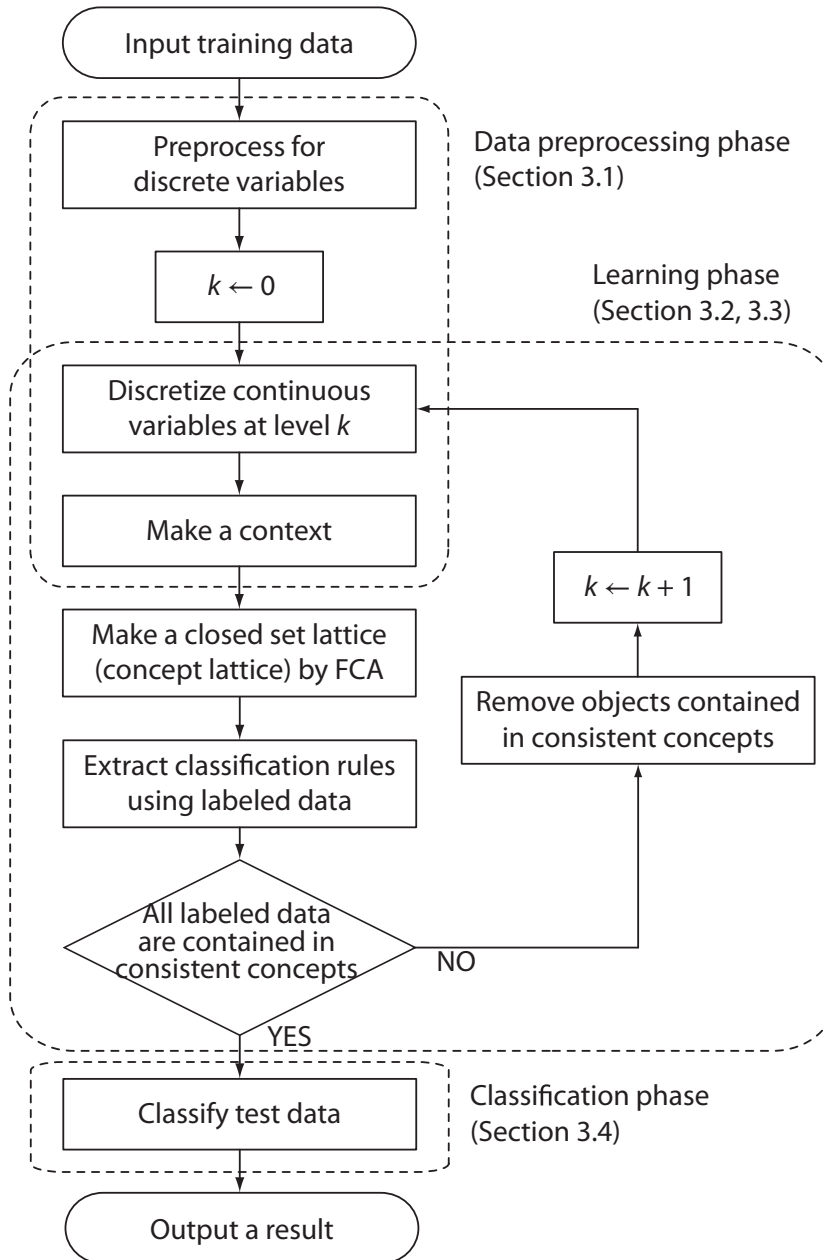 Input training data
Preprocess for
discrete variables
Data preprocessing phase
(Section 3.1)
k ← 0
Learning phase
(Section 3.2, 3.3)
Discretize continuous
variables at level k
Make a context
k ← k + 1
Make a closed set lattice
(concept lattice) by FCA
Remove objects contained
in consistent concepts
Extract classification rules
using labeled data
All labeled data
are contained in
consistent concepts
NO
YES
Classify test data
Classification phase
(Section 3.4)
Output a result